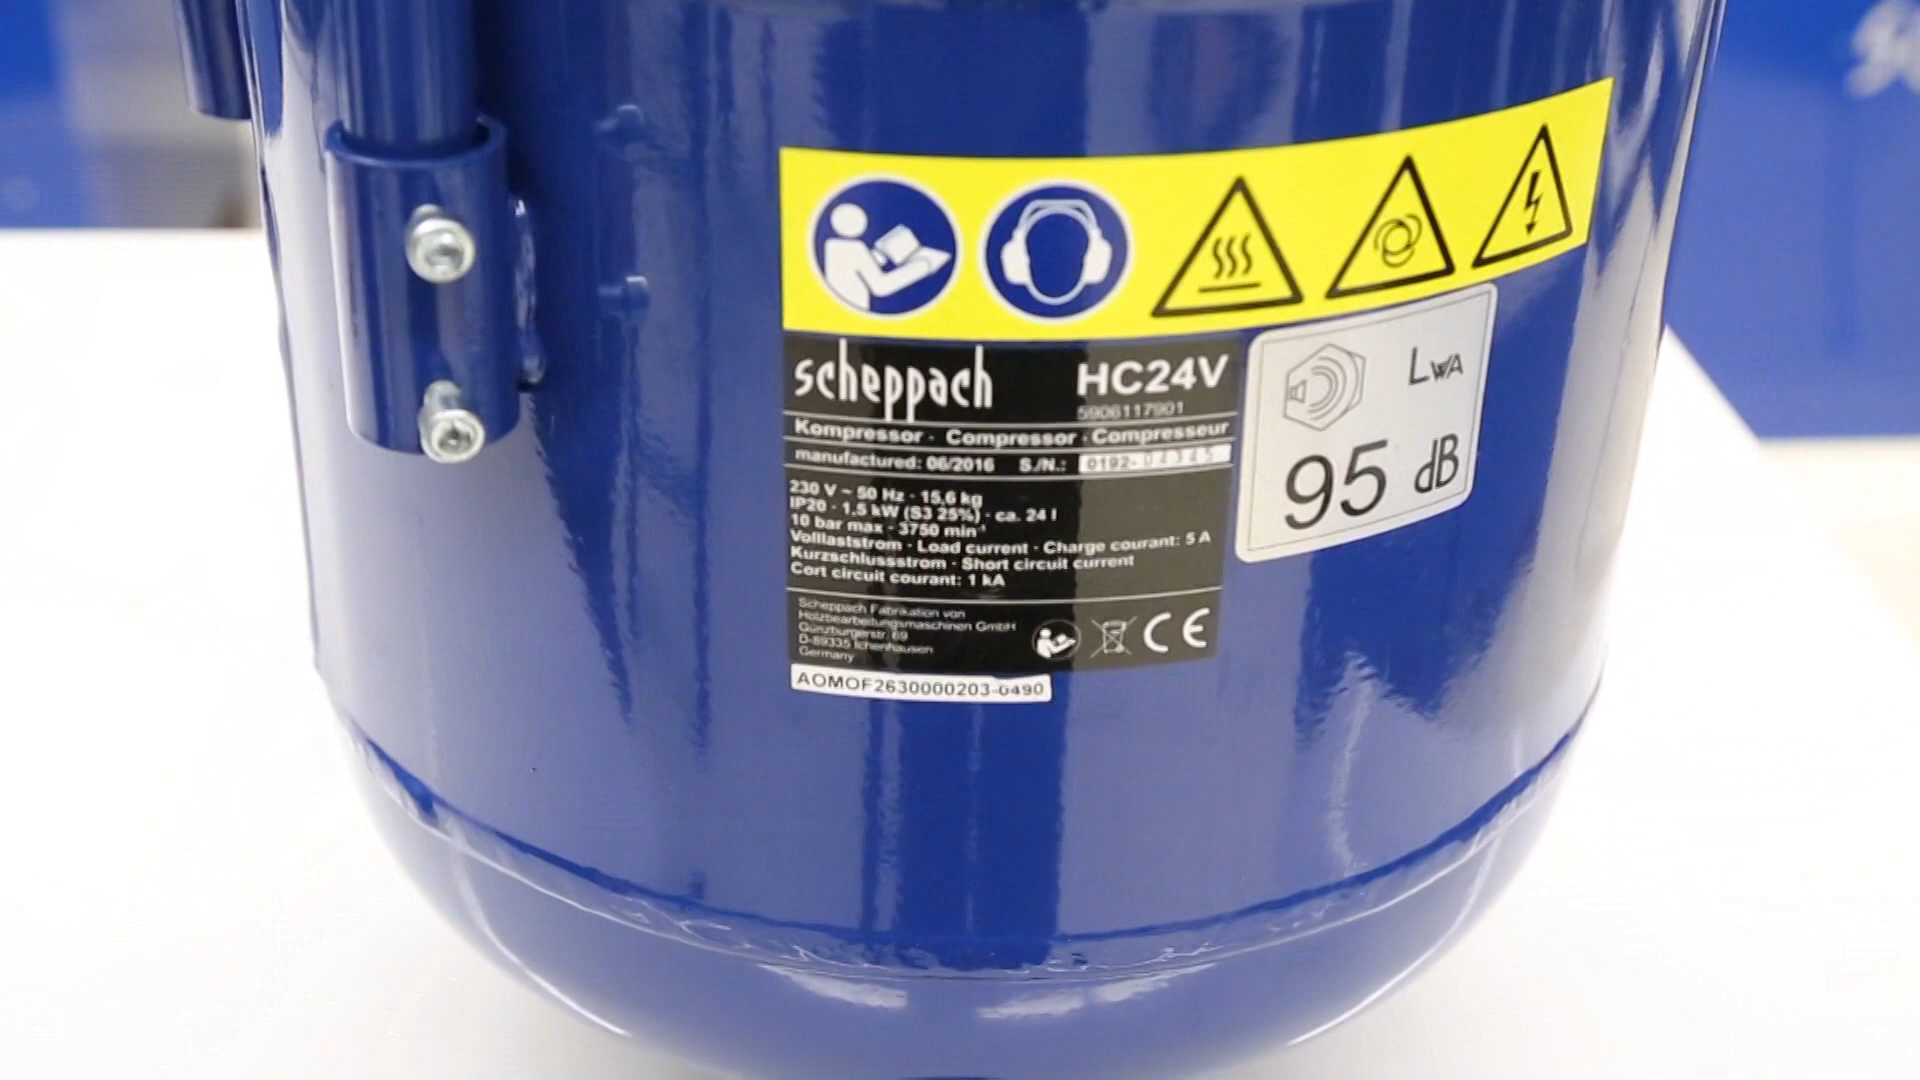 scheppach HC24V
5906117901
Kompressor · Compressor · Compresseur
manufactured: 06/2016 S./N.: 0192-04345
230 V ~ 50 Hz · 15,6 kg
IP20 · 1,5 kW (S3 25%) · ca. 24 l
10 bar max · 3750 min⁻¹
Volllaststrom · Load current · Charge courant: 5 A
Kurzschlussstrom · Short circuit current
Cort circuit courant: 1 kA
Scheppach Fabrikation von
Holzbearbeitungsmaschinen GmbH
Günzburgerstr. 69
D-89335 Ichenhausen
Germany
CE
AOMOF2630000203-0490
LWA
95 dB